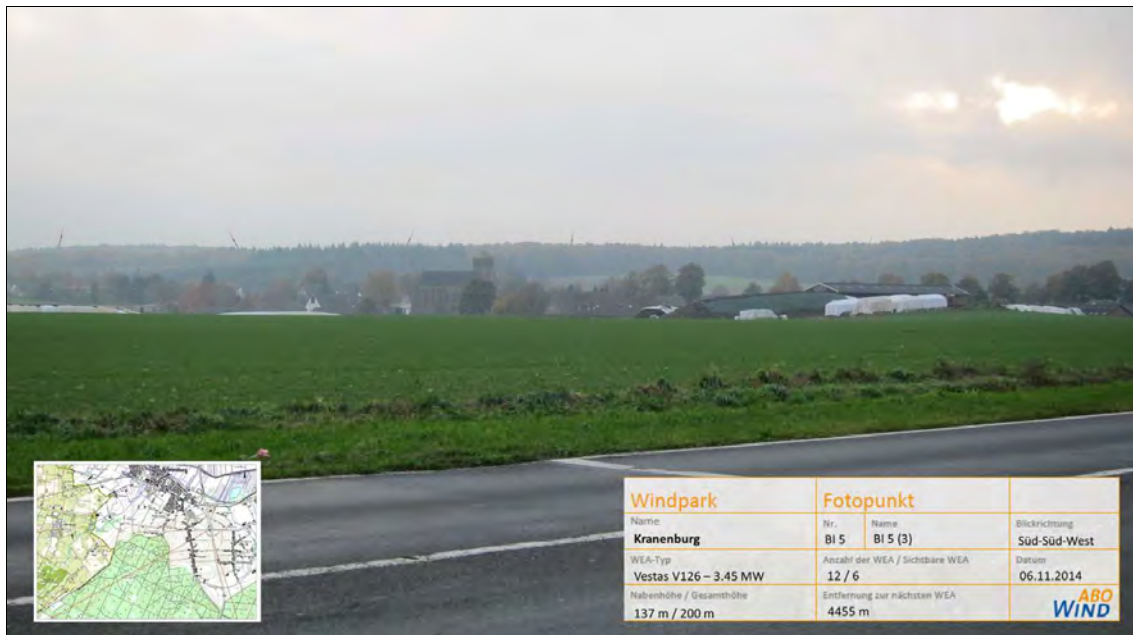 Windpark Fotopunkt
Name Nr. Name Blickrichtung
Kranenburg BI 5 BI 5 (3) Süd-Süd-West
WEA-Typ Anzahl der WEA / Sichtbare WEA Datum
Vestas V126 – 3.45 MW 12 / 6 06.11.2014
Nabenhöhe / Gesamthöhe Entfernung zur nächsten WEA ABO
137 m / 200 m 4455 m WIND